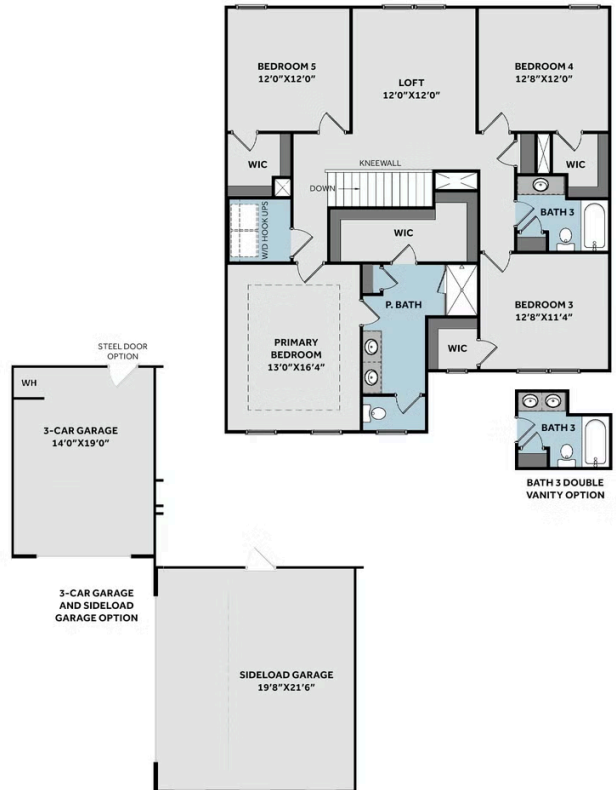 BEDROOM 5
12'0"X12'0"
LOFT
12'0"X12'0"
BEDROOM 4
12'8"X12'0"
WIC
KNEEWALL
DOWN
WIC
W/D HOOK UPS
WIC
BATH 3
P. BATH
PRIMARY
BEDROOM
13'0"X16'4"
BEDROOM 3
12'8"X11'4"
WIC
STEEL DOOR
OPTION
WH
3-CAR GARAGE
14'0"X19'0"
BATH 3
BATH 3 DOUBLE
VANITY OPTION
3-CAR GARAGE
AND SIDELOAD
GARAGE OPTION
SIDELOAD GARAGE
19'8"X21'6"